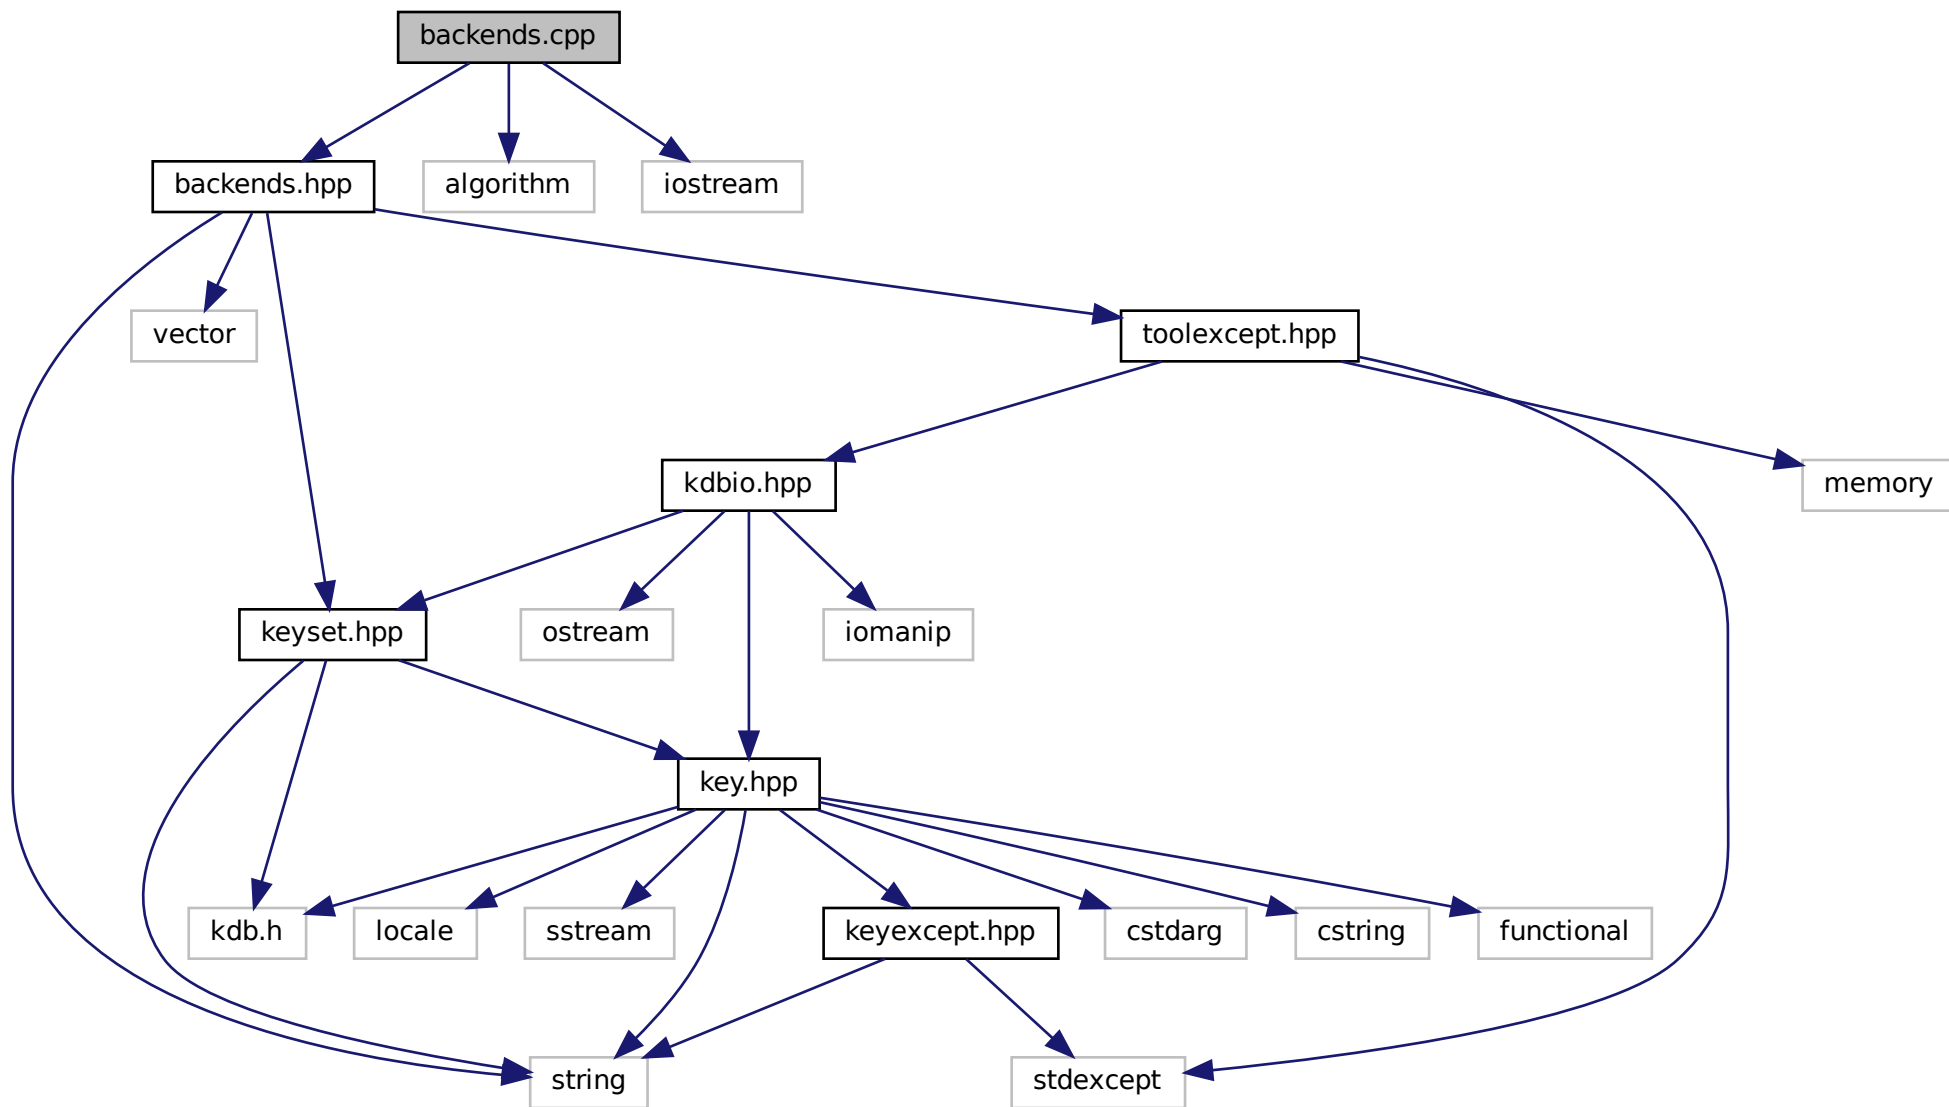 backends.cpp
backends.hpp
algorithm
iostream
vector
toolexcept.hpp
kdbio.hpp
memory
keyset.hpp
ostream
iomanip
key.hpp
kdb.h
locale
sstream
keyexcept.hpp
cstdarg
cstring
functional
string
stdexcept